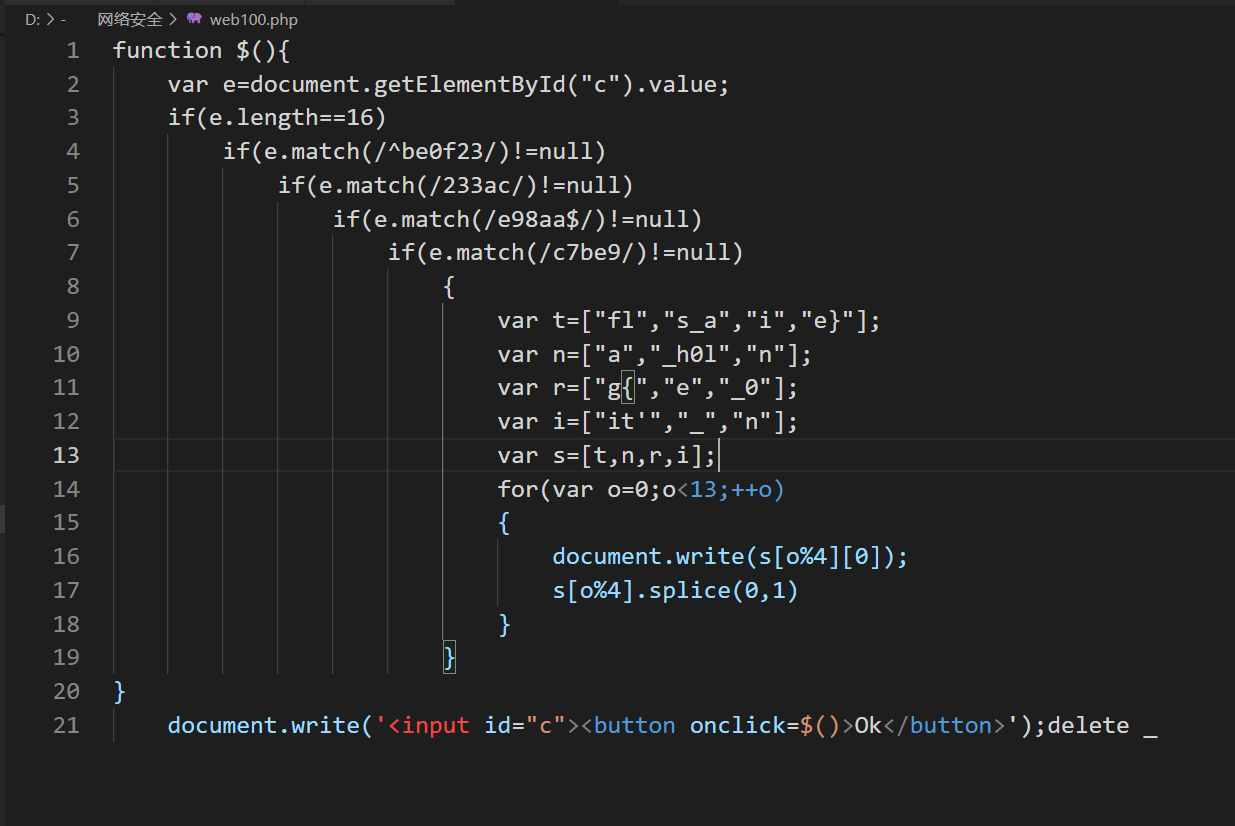 D: > - 网络安全 > web100.php
1 function $(){
2     var e=document.getElementById("c").value;
3     if(e.length==16)
4         if(e.match(/^be0f23/)!=null)
5             if(e.match(/233ac/)!=null)
6                 if(e.match(/e98aa$/)!=null)
7                     if(e.match(/c7be9/)!=null)
8                         {
9                             var t=["fl","s_a","i","e}"];
10                             var n=["a","_h0l","n"];
11                             var r=["g{","e","_0"];
12                             var i=["it'","_","n"];
13                             var s=[t,n,r,i];
14                             for(var o=0;o<13;++o)
15                             {
16                                 document.write(s[o%4][0]);
17                                 s[o%4].splice(0,1)
18                             }
19                         }
20 }
21     document.write('<input id="c"><button onclick=$()>Ok</button>');delete _